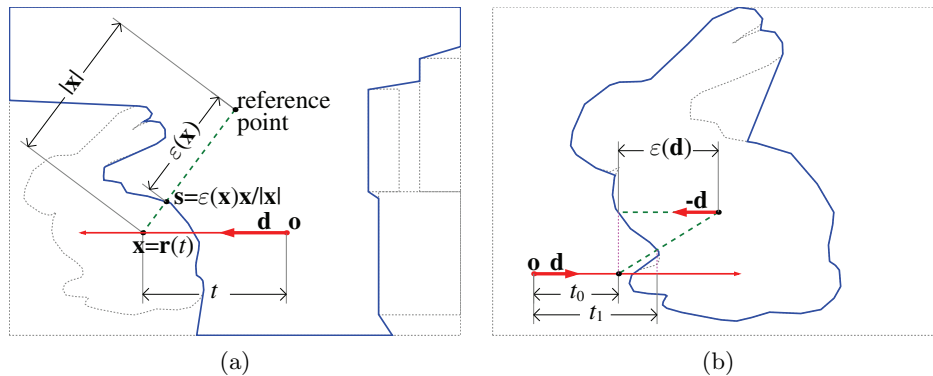 |x|
ε(x)
reference
point
s=ε(x)x/|x|
d o
x=r(t)
t
(a)
ε(d)
-d
o d
t₀
t₁
(b)